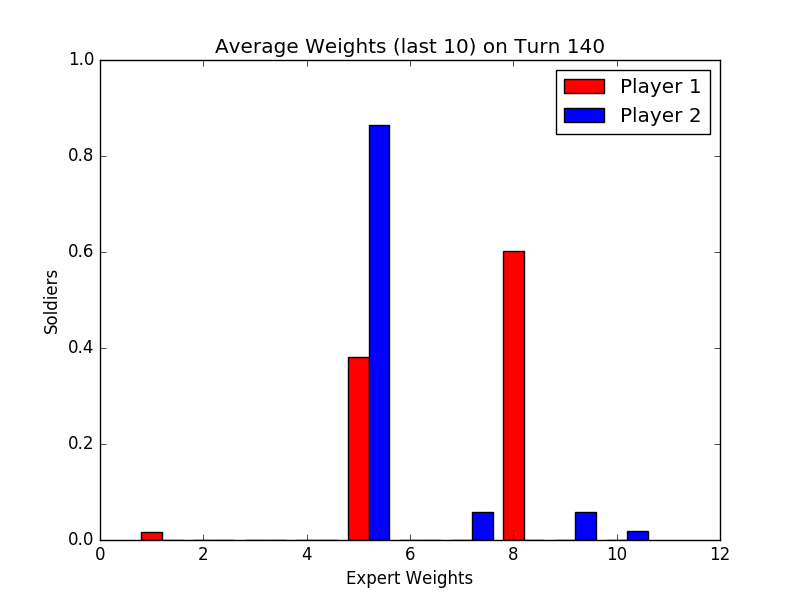 Average Weights (last 10) on Turn 140
Player 1
Player 2
1.0
0.8
0.6
0.4
0.2
0.0
Soldiers
0 2 4 6 8 10 12
Expert Weights